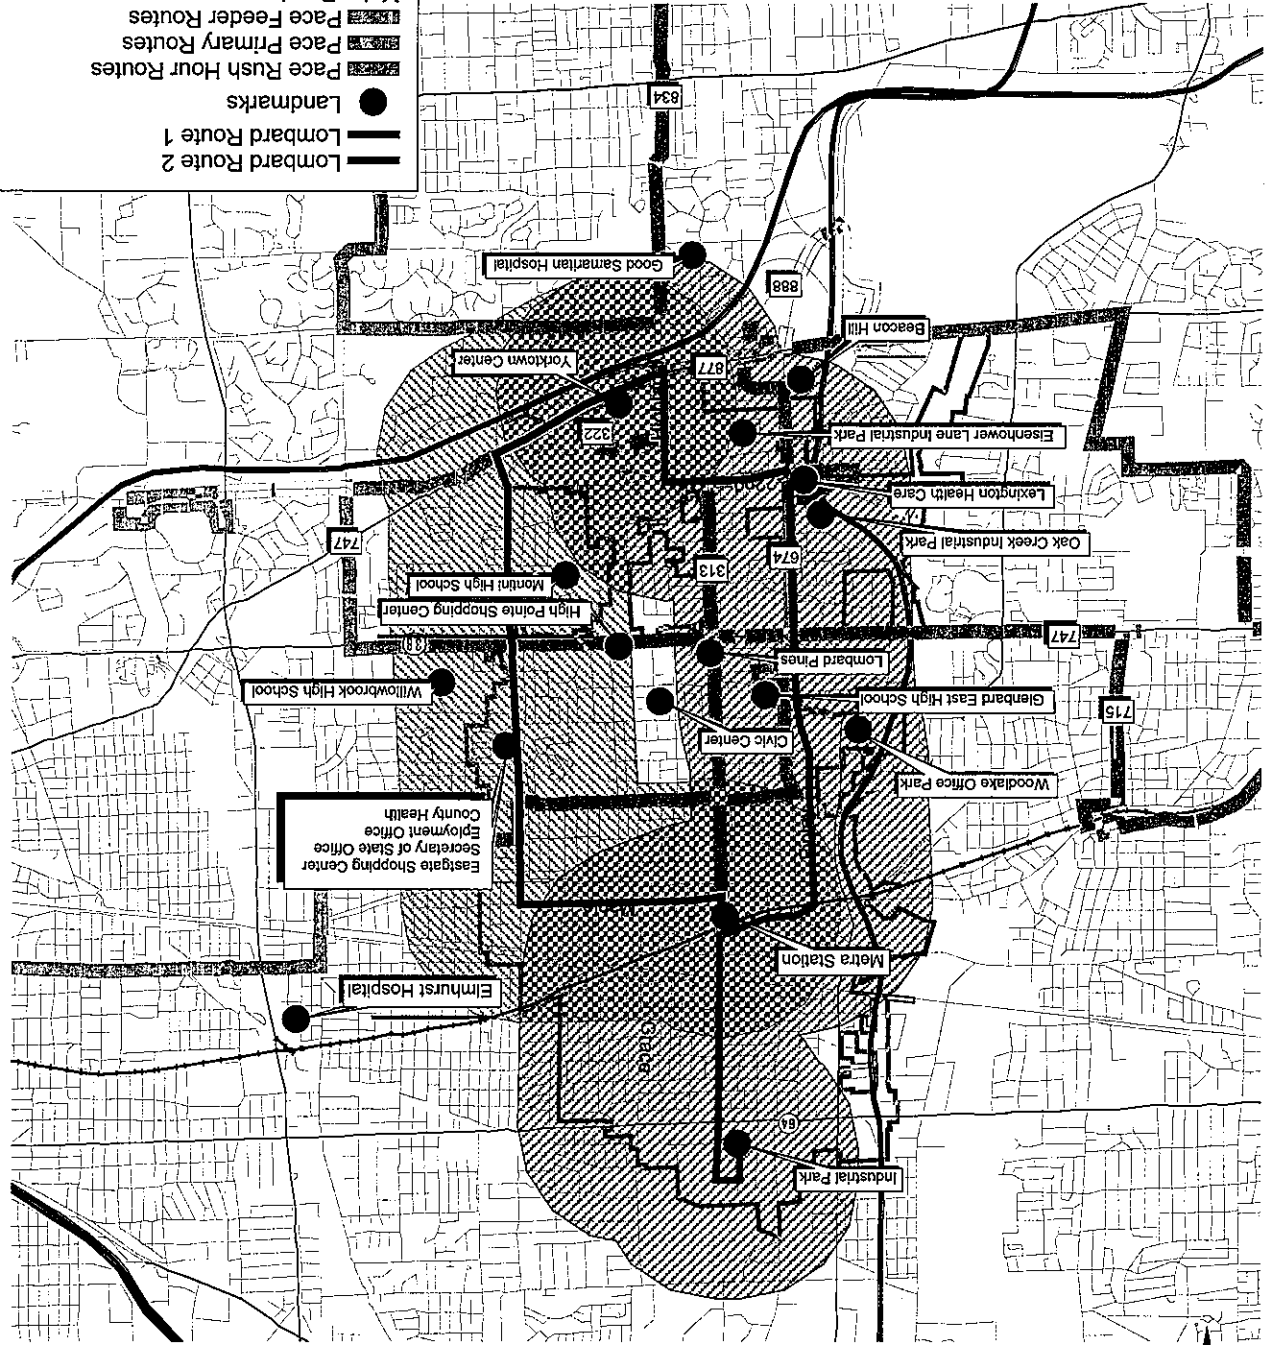 Industrial Park
64
Elmhurst Hospital
Metra Station
Eastgate Shopping Center
Secretary of State Office
Eployment Office
County Health
Woodlake Office Park
Civic Center
715
Glenbard East High School
Willowbrook High School
Lombard Pines
38
747
High Pointe Shopping Center
Montini High School
313
674
747
Oak Creek Industrial Park
Lexington Health Care
Eisenhower Lane Industrial Park
322
877
Yorktown Center
Beacon Hill
888
Good Samaritan Hospital
834
Lombard Route 2
Lombard Route 1
Landmarks
Pace Rush Hour Routes
Pace Primary Routes
Pace Feeder Routes